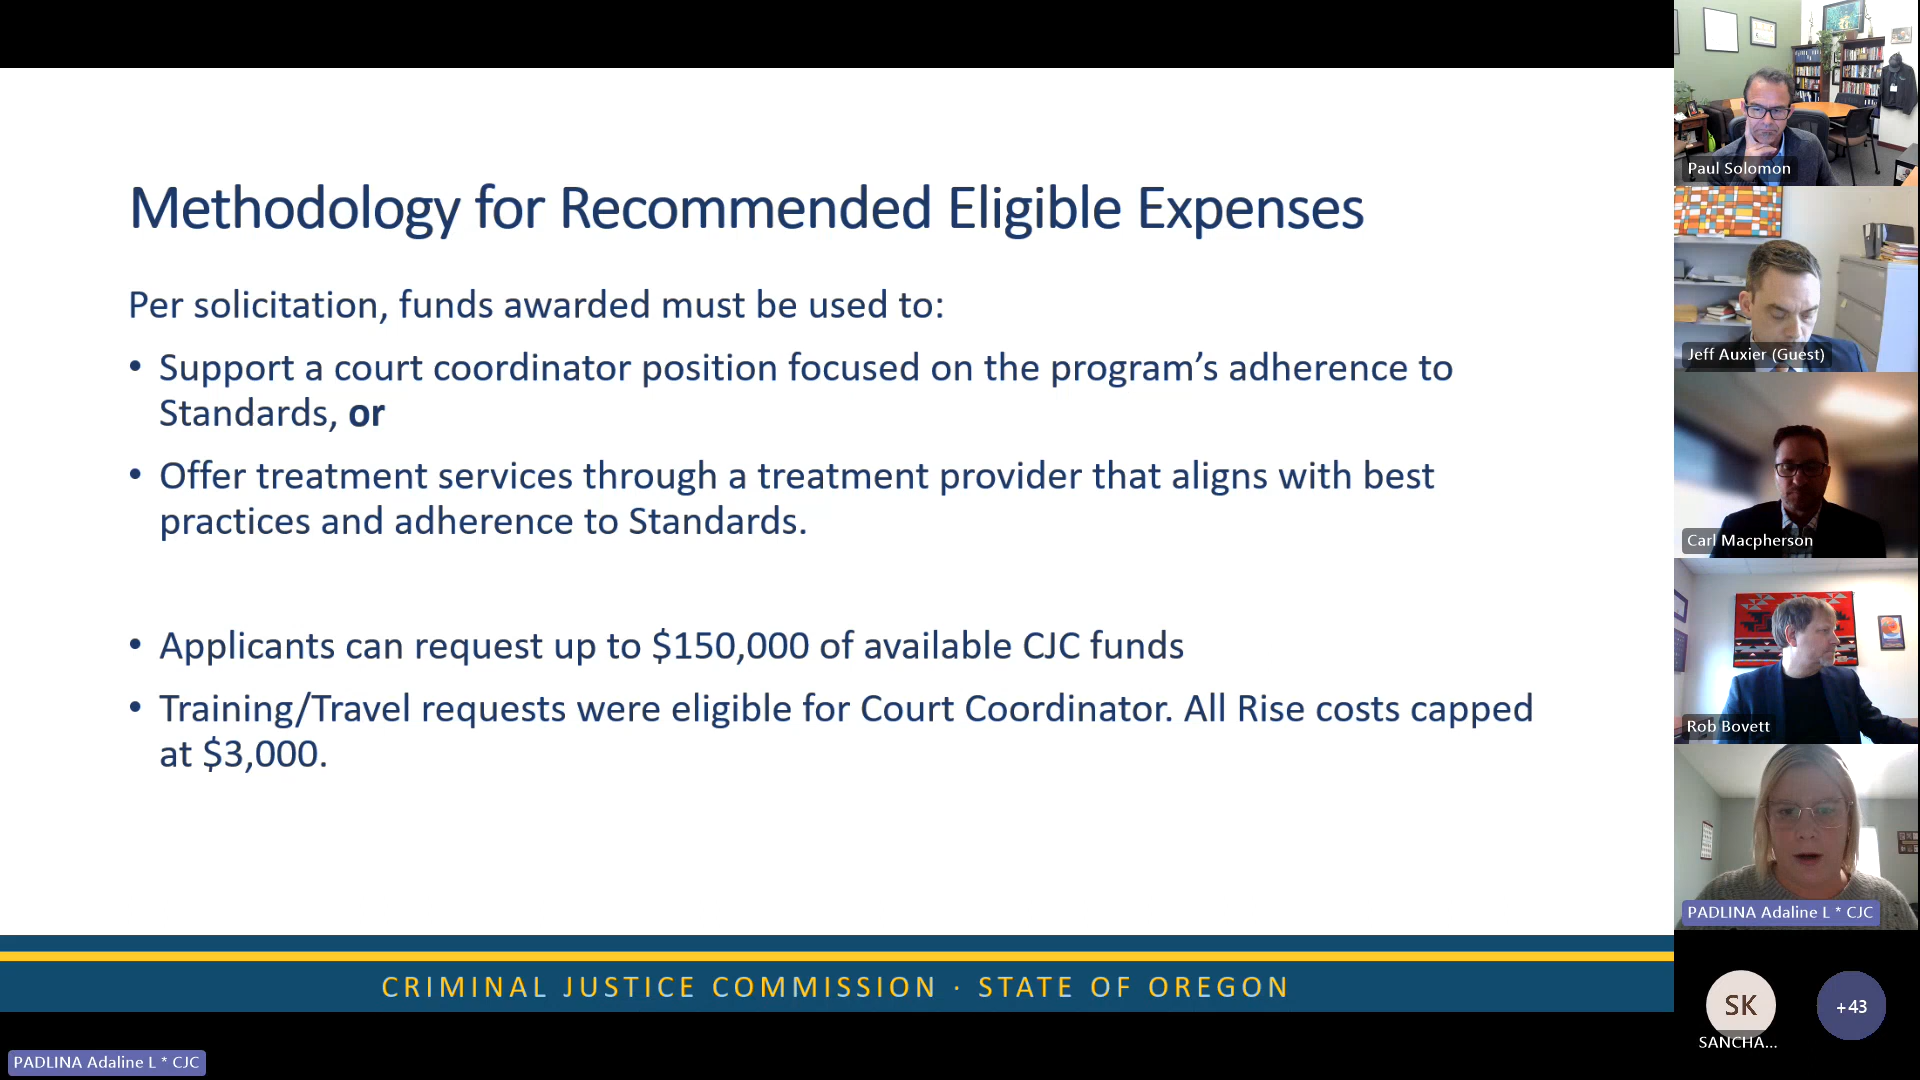 Methodology for Recommended Eligible Expenses
Per solicitation, funds awarded must be used to:
• Support a court coordinator position focused on the program's adherence to
Standards, or
• Offer treatment services through a treatment provider that aligns with best
practices and adherence to Standards.
• Applicants can request up to $150,000 of available CJC funds
• Training/Travel requests were eligible for Court Coordinator. All Rise costs capped
at $3,000.
CRIMINAL JUSTICE COMMISSION · STATE OF OREGON
PADLINA Adaline L * CJC
Paul Solomon
Jeff Auxier (Guest)
Carl Macpherson
Rob Bovett
PADLINA Adaline L * CJC
SK
SANCHA...
+43